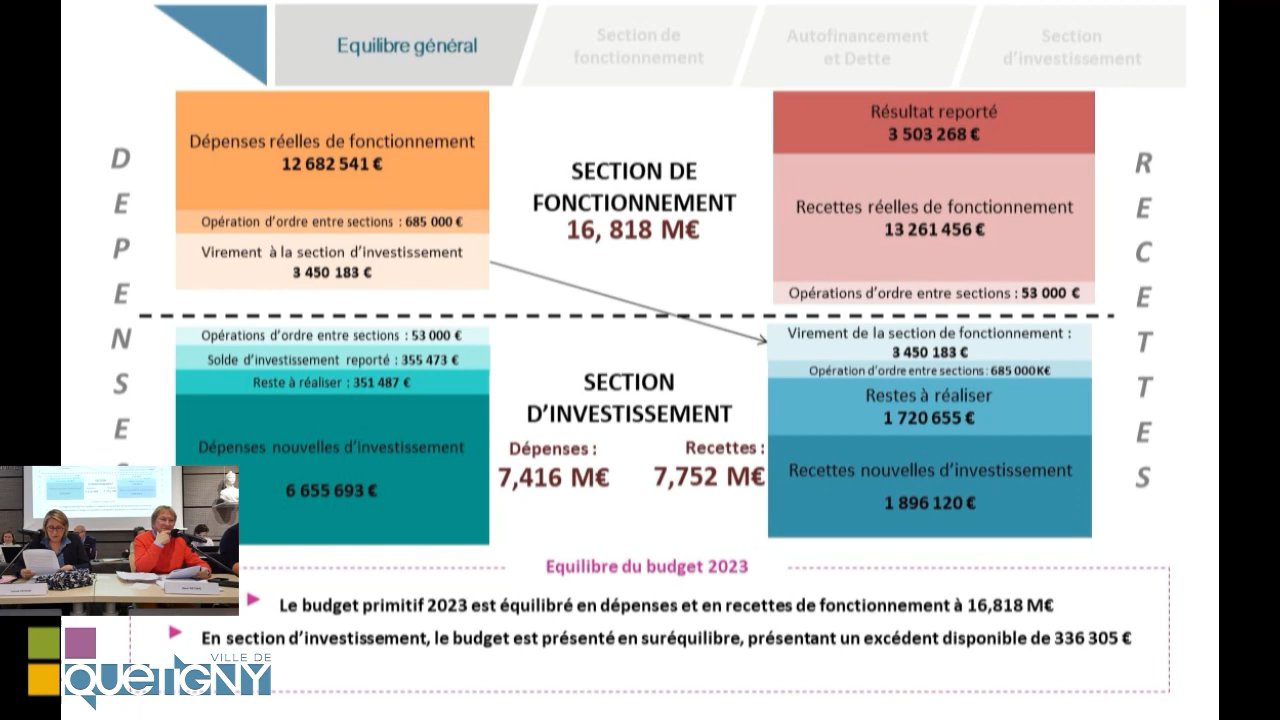 Equilibre général
Section de
fonctionnement
Autofinancement
et Dette
Section
d'investissement
DEPENSES
Dépenses réelles de fonctionnement
12 682 541 €
Opération d'ordre entre sections : 685 000 €
Virement à la section d'investissement
3 450 183 €
SECTION DE
FONCTIONNEMENT
16, 818 M€
Résultat reporté
3 503 268 €
Recettes réelles de fonctionnement
13 261 456 €
Opérations d'ordre entre sections : 53 000 €
RECETTES
Opérations d'ordre entre sections : 53 000 €
Solde d'investissement reporté : 355 473 €
Reste à réaliser : 351 487 €
Dépenses nouvelles d'investissement
6 655 693 €
SECTION
D'INVESTISSEMENT
Dépenses :
7,416 M€
Recettes :
7,752 M€
Virement de la section de fonctionnement :
3 450 183 €
Opération d'ordre entre sections : 685 000K€
Restes à réaliser
1 720 655 €
Recettes nouvelles d'investissement
1 896 120 €
Equilibre du budget 2023
Le budget primitif 2023 est équilibré en dépenses et en recettes de fonctionnement à 16,818 M€
En section d'investissement, le budget est présenté en suréquilibre, présentant un excédent disponible de 336 305 €
VILLE DE
QUETIGNY